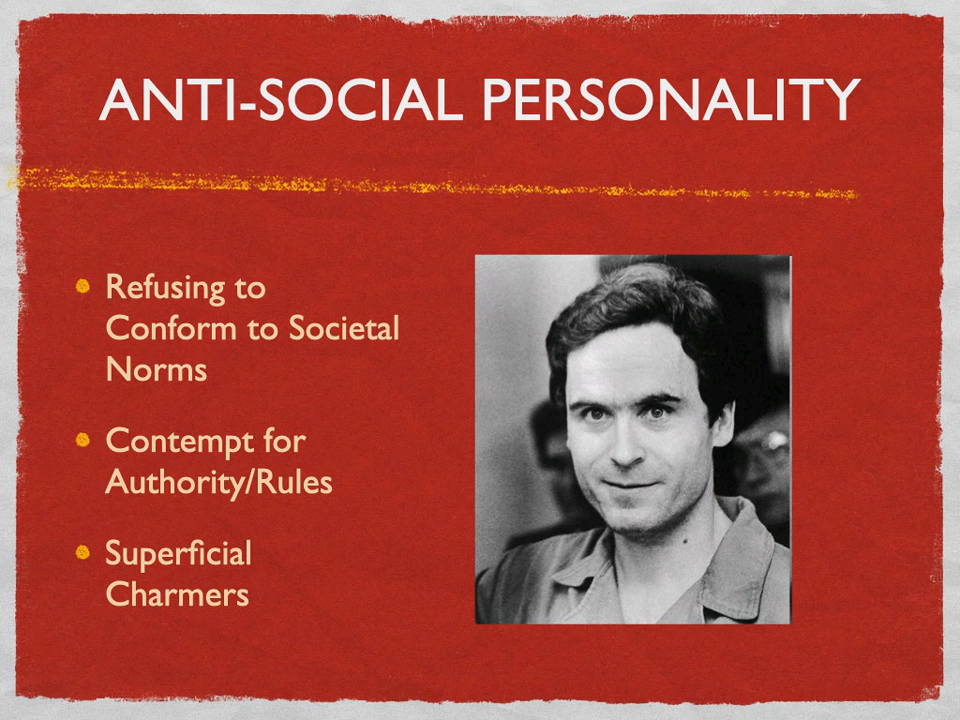 ANTI-SOCIAL PERSONALITY
Refusing to
Conform to Societal
Norms
Contempt for
Authority/Rules
Superficial
Charmers